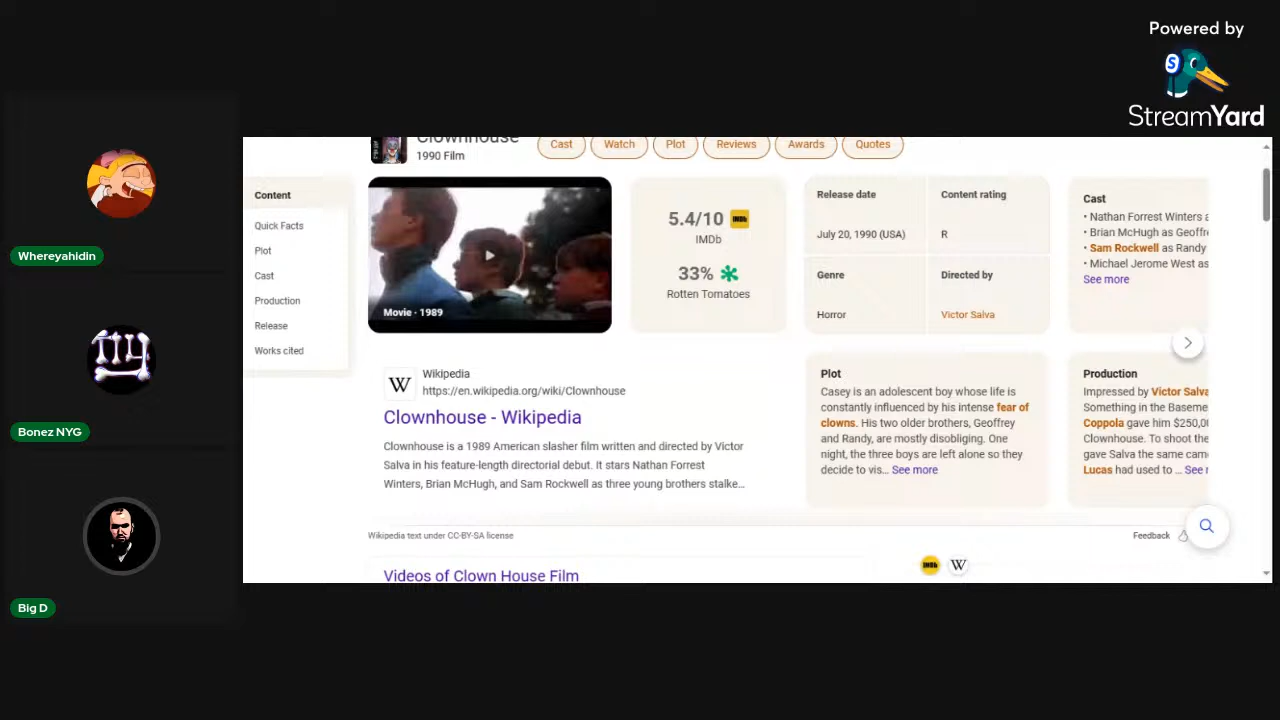 Powered by
StreamYard
Whereyahidin
Bonez NYG
Big D
Clownhouse
1990 Film
Cast
Watch
Plot
Reviews
Awards
Quotes
Content
Quick Facts
Plot
Cast
Production
Release
Works cited
Movie · 1989
5.4/10 IMDb
IMDb
33%
Rotten Tomatoes
Release date
July 20, 1990 (USA)
Content rating
R
Genre
Horror
Directed by
Victor Salva
Cast
• Nathan Forrest Winters a
• Brian McHugh as Geoffre
• Sam Rockwell as Randy
• Michael Jerome West as
See more
W
Wikipedia
https://en.wikipedia.org/wiki/Clownhouse
Clownhouse - Wikipedia
Clownhouse is a 1989 American slasher film written and directed by Victor
Salva in his feature-length directorial debut. It stars Nathan Forrest
Winters, Brian McHugh, and Sam Rockwell as three young brothers stalke...
Plot
Casey is an adolescent boy whose life is
constantly influenced by his intense fear of
clowns. His two older brothers, Geoffrey
and Randy, are mostly disobliging. One
night, the three boys are left alone so they
decide to vis... See more
Production
Impressed by Victor Salva
Something in the Baseme
Coppola gave him $250,0
Clownhouse. To shoot the
gave Salva the same cam
Lucas had used to ... See r
Wikipedia text under CC-BY-SA license
Feedback
Videos of Clown House Film
IMDb
W